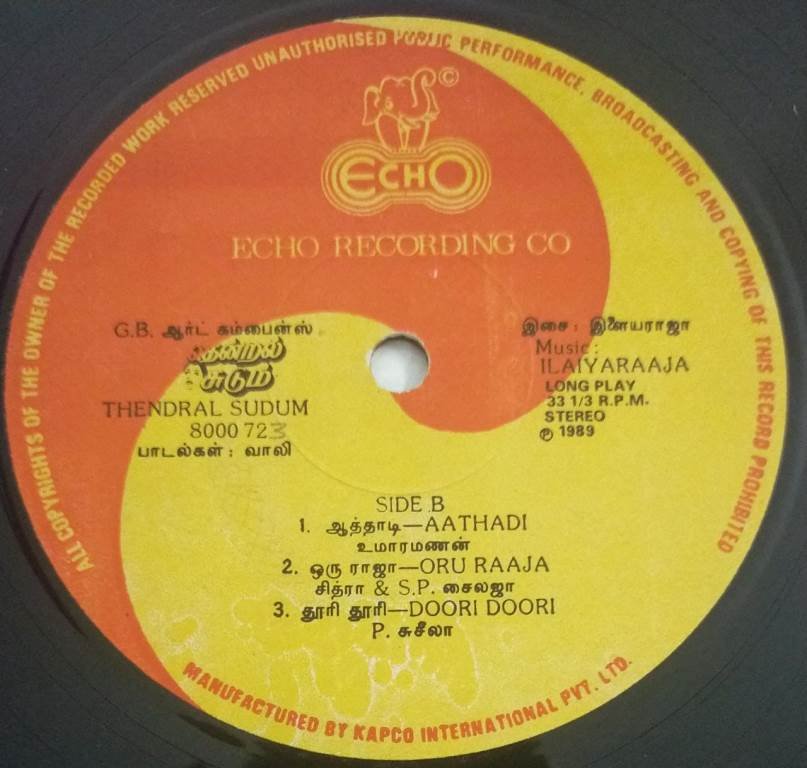 ALL COPYRIGHTS OF THE OWNER OF THE RECORDED WORK RESERVED UNAUTHORISED PUBLIC PERFORMANCE, BROADCASTING AND COPYING OF THIS RECORD PROHIBITED
©
ECHO
ECHO RECORDING CO
G.B. ஆர்ட் கம்பைன்ஸ்
தென்றல்
சுடும்
THENDRAL SUDUM
8000 723
பாடல்கள் : வாலி
இசை : இளையராஜா
Music :
ILAIYARAAJA
LONG PLAY
33 1/3 R.P.M.
STEREO
℗ 1989
SIDE B
1. ஆத்தாடி—AATHADI
உமாரமணன்
2. ஒரு ராஜா—ORU RAAJA
சித்ரா & S.P. சைலஜா
3. தூரி தூரி—DOORI DOORI
P. சுசீலா
MANUFACTURED BY KAPCO INTERNATIONAL PVT. LTD.